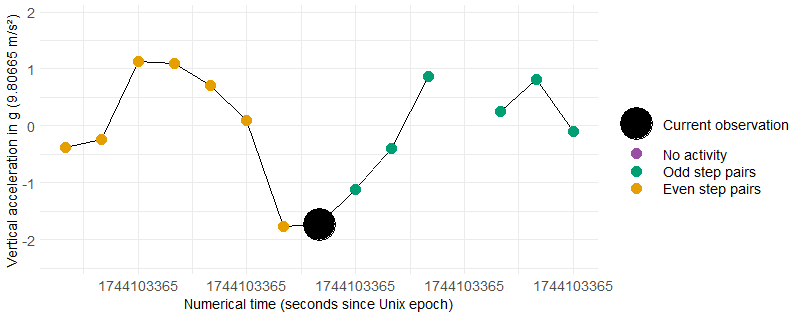 Vertical acceleration in g (9.80665 m/s²)
2
1
0
-1
-2
1744103365 1744103365 1744103365 1744103365 1744103365
Numerical time (seconds since Unix epoch)
Current observation
No activity
Odd step pairs
Even step pairs